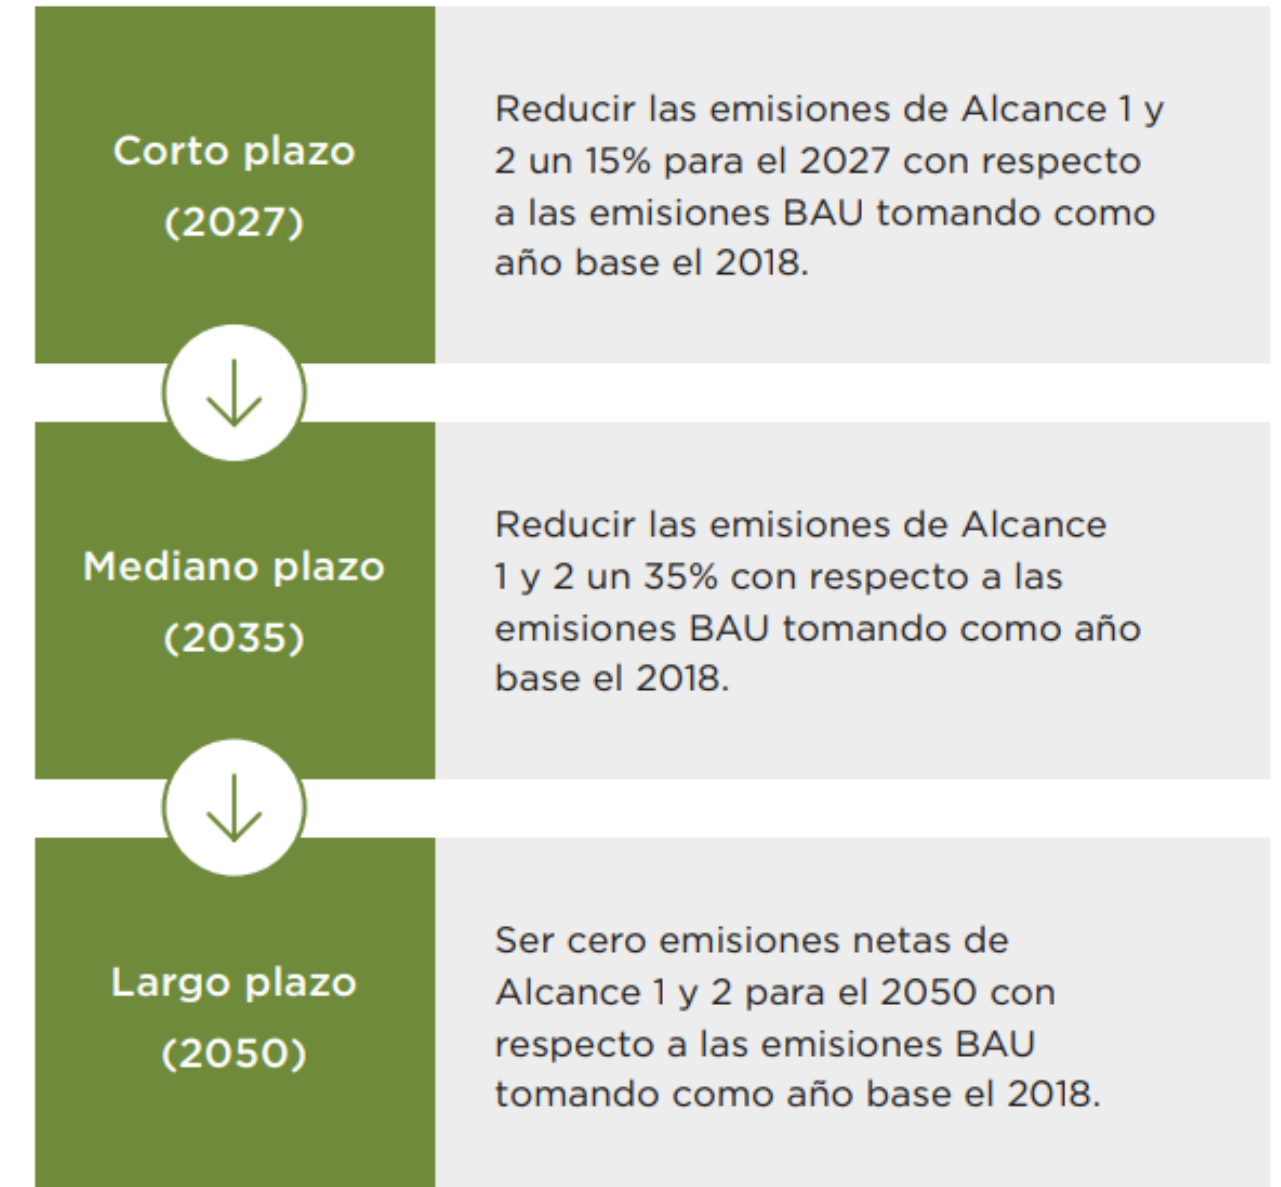 Corto plazo
(2027)
Reducir las emisiones de Alcance 1 y
2 un 15% para el 2027 con respecto
a las emisiones BAU tomando como
año base el 2018.
Mediano plazo
(2035)
Reducir las emisiones de Alcance
1 y 2 un 35% con respecto a las
emisiones BAU tomando como año
base el 2018.
Largo plazo
(2050)
Ser cero emisiones netas de
Alcance 1 y 2 para el 2050 con
respecto a las emisiones BAU
tomando como año base el 2018.